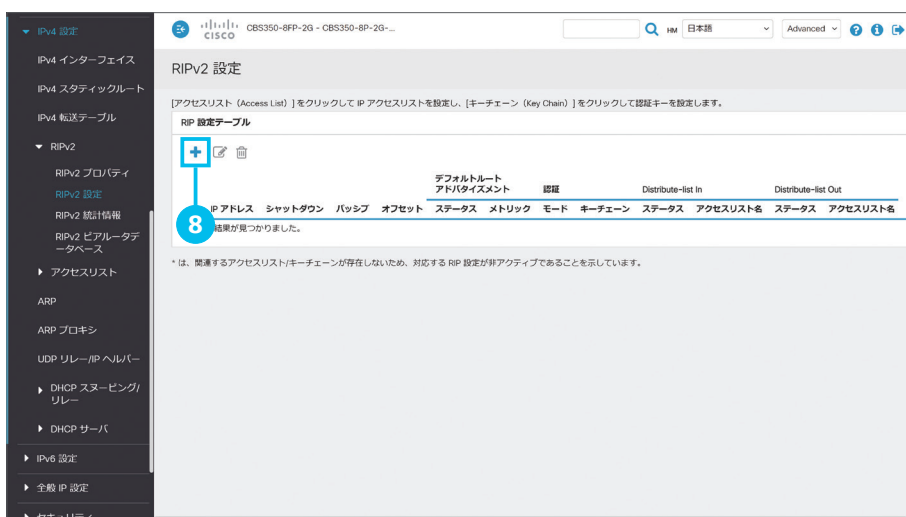 IPv4 設定
IPv4 インターフェイス
IPv4 スタティックルート
IPv4 転送テーブル
RIPv2
RIPv2 プロパティ
RIPv2 設定
RIPv2 統計情報
RIPv2 ピアルータデ
ータベース
アクセスリスト
ARP
ARP プロキシ
UDP リレー/IP ヘルパー
DHCP スヌーピング/
リレー
DHCP サーバ
IPv6 設定
全般 IP 設定
セキュリティ
cisco
CBS350-8FP-2G - CBS350-8P-2G-...
HM 日本語 Advanced
RIPv2 設定
[アクセスリスト（Access List）] をクリックして IP アクセスリストを設定し、[キーチェーン（Key Chain）] をクリックして認証キーを設定します。
RIP 設定テーブル
デフォルトルート
アドバタイズメント 認証 Distribute-list In Distribute-list Out
IP アドレス シャットダウン パッシブ オフセット ステータス メトリック モード キーチェーン ステータス アクセスリスト名 ステータス アクセスリスト名
8
結果が見つかりました。
* は、関連するアクセスリスト/キーチェーンが存在しないため、対応する RIP 設定が非アクティブであることを示しています。